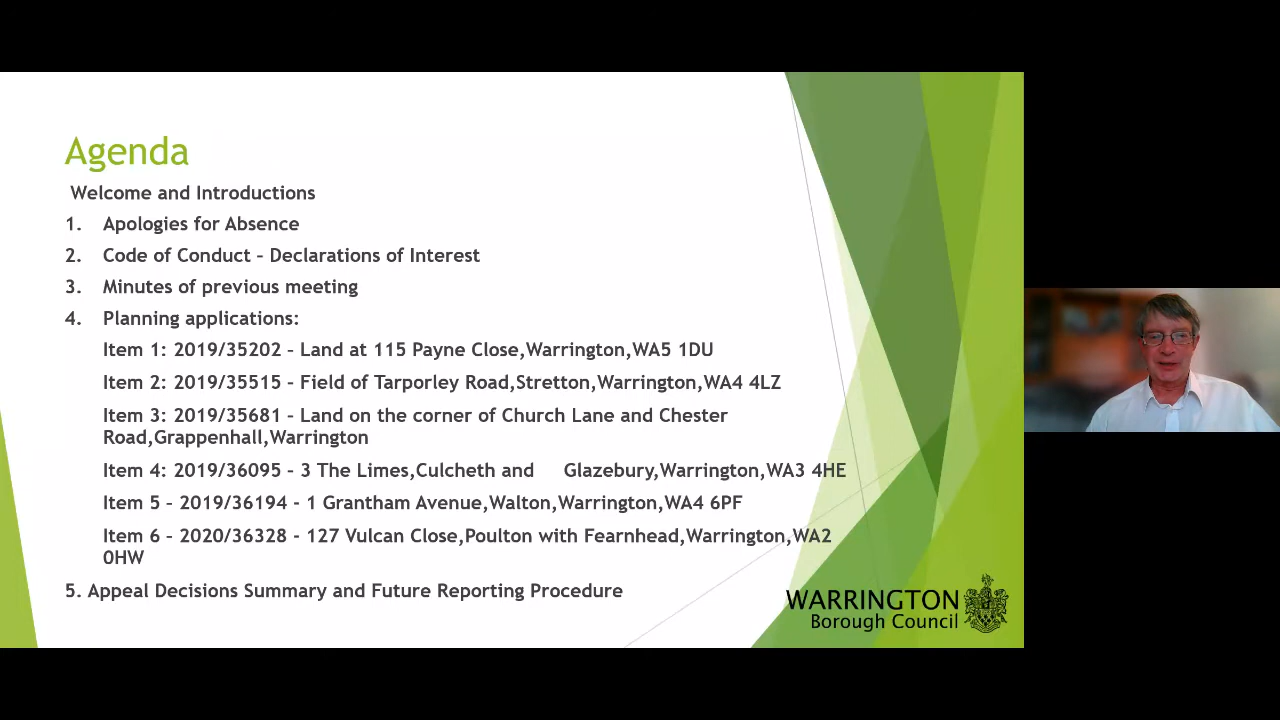 Agenda
Welcome and Introductions
1. Apologies for Absence
2. Code of Conduct – Declarations of Interest
3. Minutes of previous meeting
4. Planning applications:
Item 1: 2019/35202 – Land at 115 Payne Close,Warrington,WA5 1DU
Item 2: 2019/35515 – Field of Tarporley Road,Stretton,Warrington,WA4 4LZ
Item 3: 2019/35681 – Land on the corner of Church Lane and Chester
Road,Grappenhall,Warrington
Item 4: 2019/36095 – 3 The Limes,Culcheth and Glazebury,Warrington,WA3 4HE
Item 5 – 2019/36194 - 1 Grantham Avenue,Walton,Warrington,WA4 6PF
Item 6 – 2020/36328 - 127 Vulcan Close,Poulton with Fearnhead,Warrington,WA2
0HW
5. Appeal Decisions Summary and Future Reporting Procedure
WARRINGTON
Borough Council